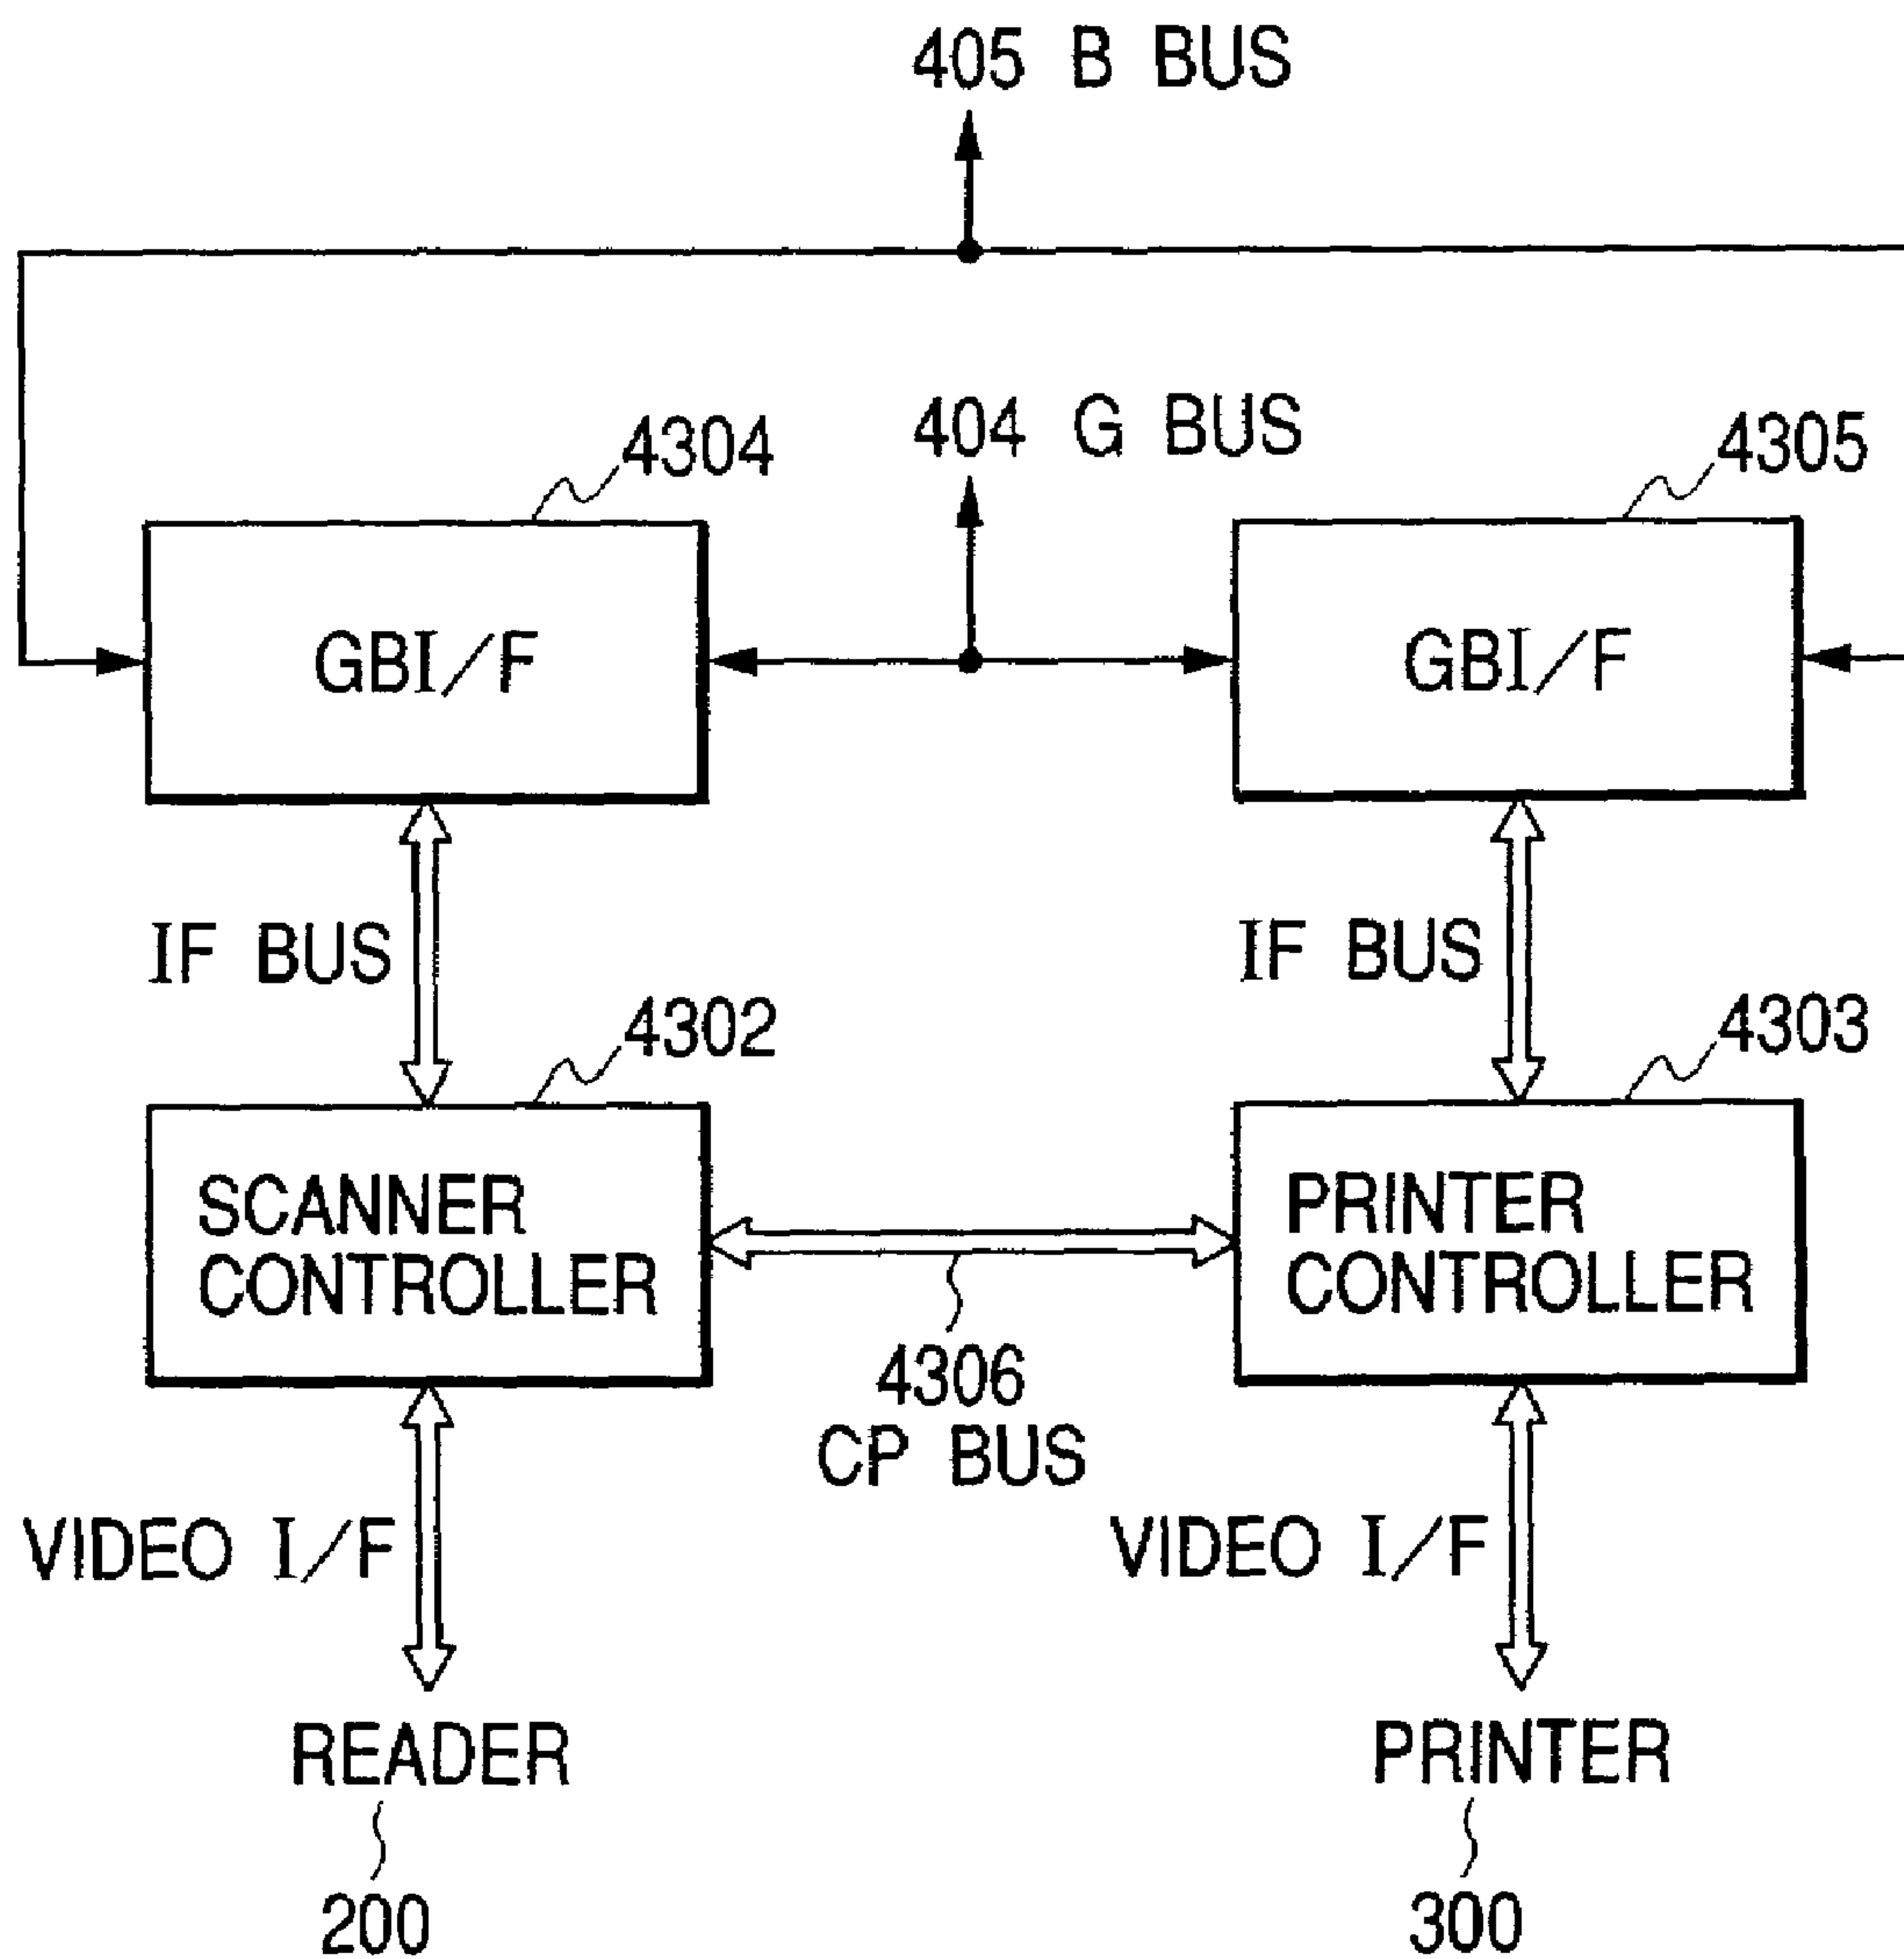 405 B BUS
404 G BUS
4304
4305
GBI/F
GBI/F
IF BUS
IF BUS
4302
4303
SCANNER
CONTROLLER
PRINTER
CONTROLLER
4306
CP BUS
VIDEO I/F
VIDEO I/F
READER
PRINTER
200
300